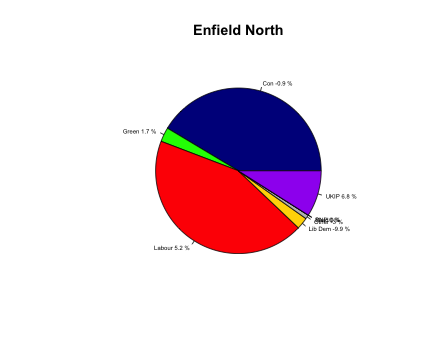 Enfield North
Con -0.9 %
Green 1.7 %
UKIP 6.8 %
Lib Dem -9.9 %
Labour 5.2 %